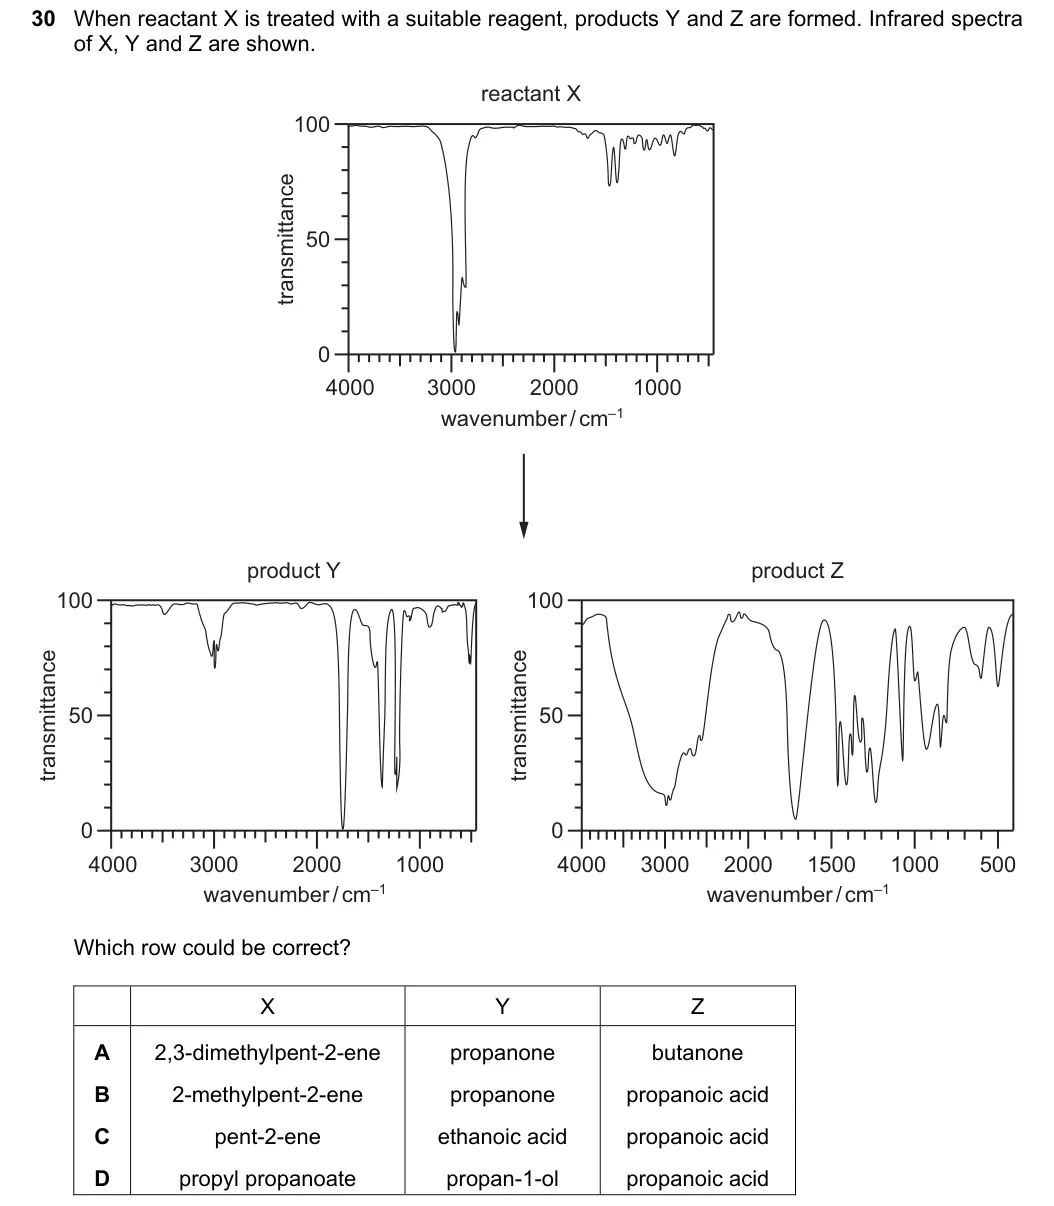 30 When reactant X is treated with a suitable reagent, products Y and Z are formed. Infrared spectra
of X, Y and Z are shown.
reactant X
100
50
0
transmittance
4000 3000 2000 1000
wavenumber / cm⁻¹
product Y
100
50
0
transmittance
4000 3000 2000 1000
wavenumber / cm⁻¹
product Z
100
50
0
transmittance
4000 3000 2000 1500 1000 500
wavenumber / cm⁻¹
Which row could be correct?
X Y Z
A 2,3-dimethylpent-2-ene propanone butanone
B 2-methylpent-2-ene propanone propanoic acid
C pent-2-ene ethanoic acid propanoic acid
D propyl propanoate propan-1-ol propanoic acid